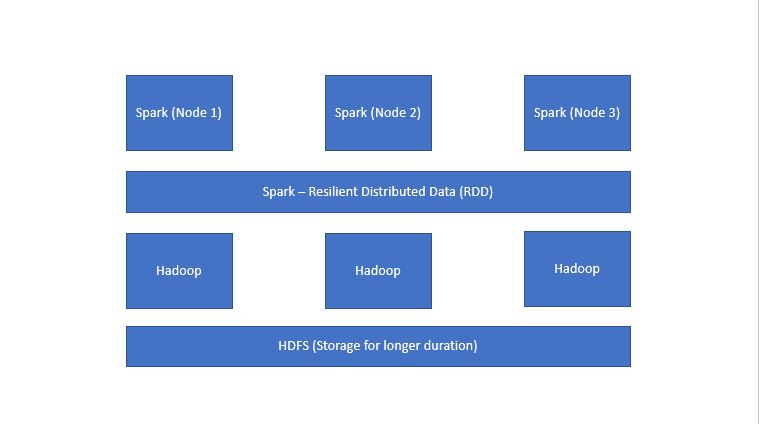 Spark (Node 1)
Spark (Node 2)
Spark (Node 3)
Spark – Resilient Distributed Data (RDD)
Hadoop
Hadoop
Hadoop
HDFS (Storage for longer duration)